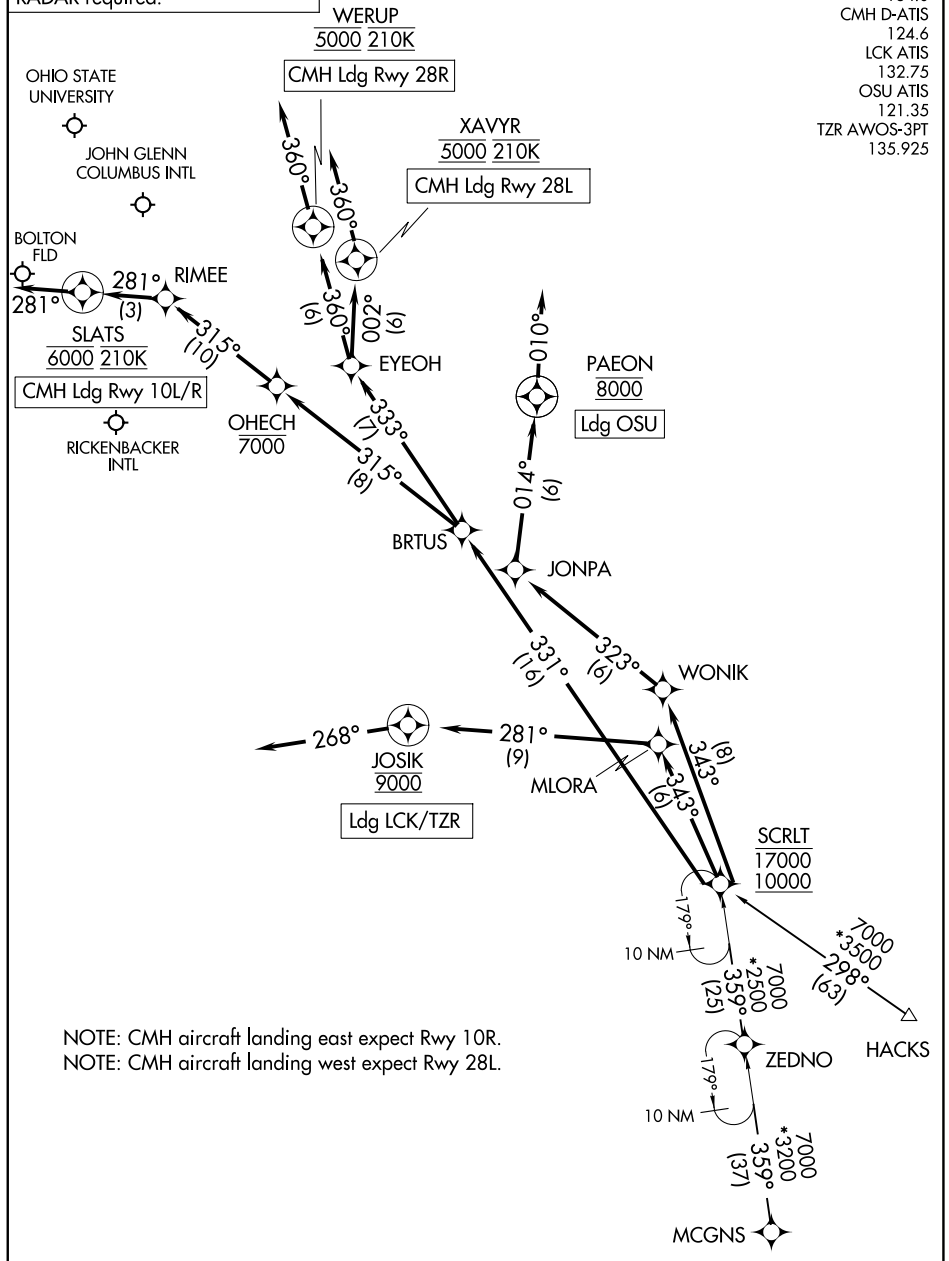 RADAR required.
CMH D-ATIS
124.6
LCK ATIS
132.75
OSU ATIS
121.35
TZR AWOS-3PT
135.925
WERUP
5000 210K
CMH Ldg Rwy 28R
OHIO STATE
UNIVERSITY
XAVYR
5000 210K
CMH Ldg Rwy 28L
JOHN GLENN
COLUMBUS INTL
360°
360°
BOLTON
FLD
281°
281°
(3)
RIMEE
SLATS
6000 210K
CMH Ldg Rwy 10L/R
315°
(10)
360°
(6)
002°
(6)
EYEOH
010°
PAEON
8000
Ldg OSU
RICKENBACKER
INTL
OHECH
7000
333°
(7)
315°
(8)
014°
(6)
BRTUS
JONPA
331°
(16)
323°
(6)
WONIK
268°
JOSIK
9000
Ldg LCK/TZR
281°
(9)
MLORA
343°
(8)
343°
(6)
SCRLT
17000
10000
179°
10 NM
7000
*3500
298°
(63)
HACKS
7000
*2500
359°
(25)
NOTE: CMH aircraft landing east expect Rwy 10R.
NOTE: CMH aircraft landing west expect Rwy 28L.
ZEDNO
179°
10 NM
7000
*3200
359°
(37)
MCGNS